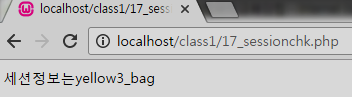 localhost/class1/17_sessionc
localhost/class1/17_sessionchk.php
세션정보는yellow3_bag